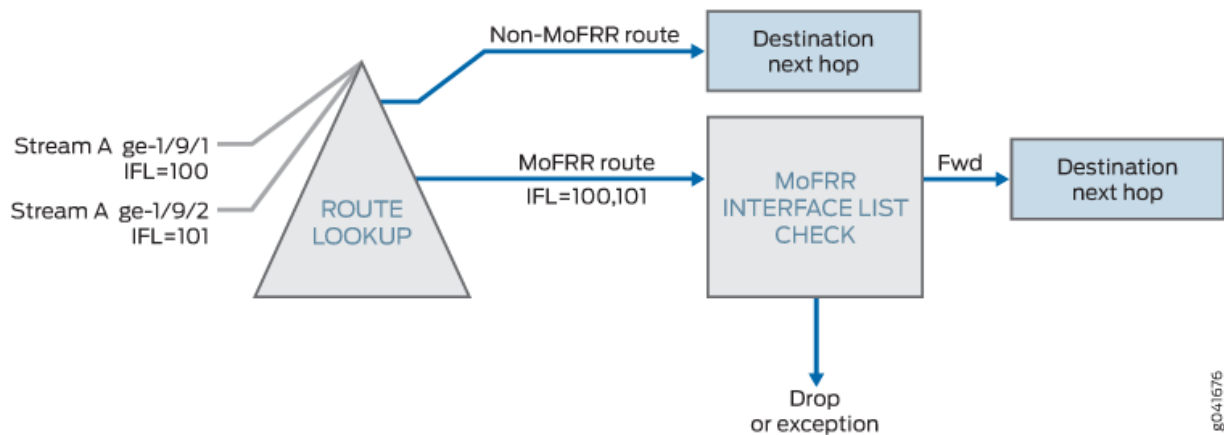 Non-MoFRR route
Destination
next hop
Stream A ge-1/9/1
IFL=100
Stream A ge-1/9/2
IFL=101
ROUTE
LOOKUP
MoFRR route
IFL=100,101
MoFRR
INTERFACE LIST
CHECK
Fwd
Destination
next hop
Drop
or exception
g041676